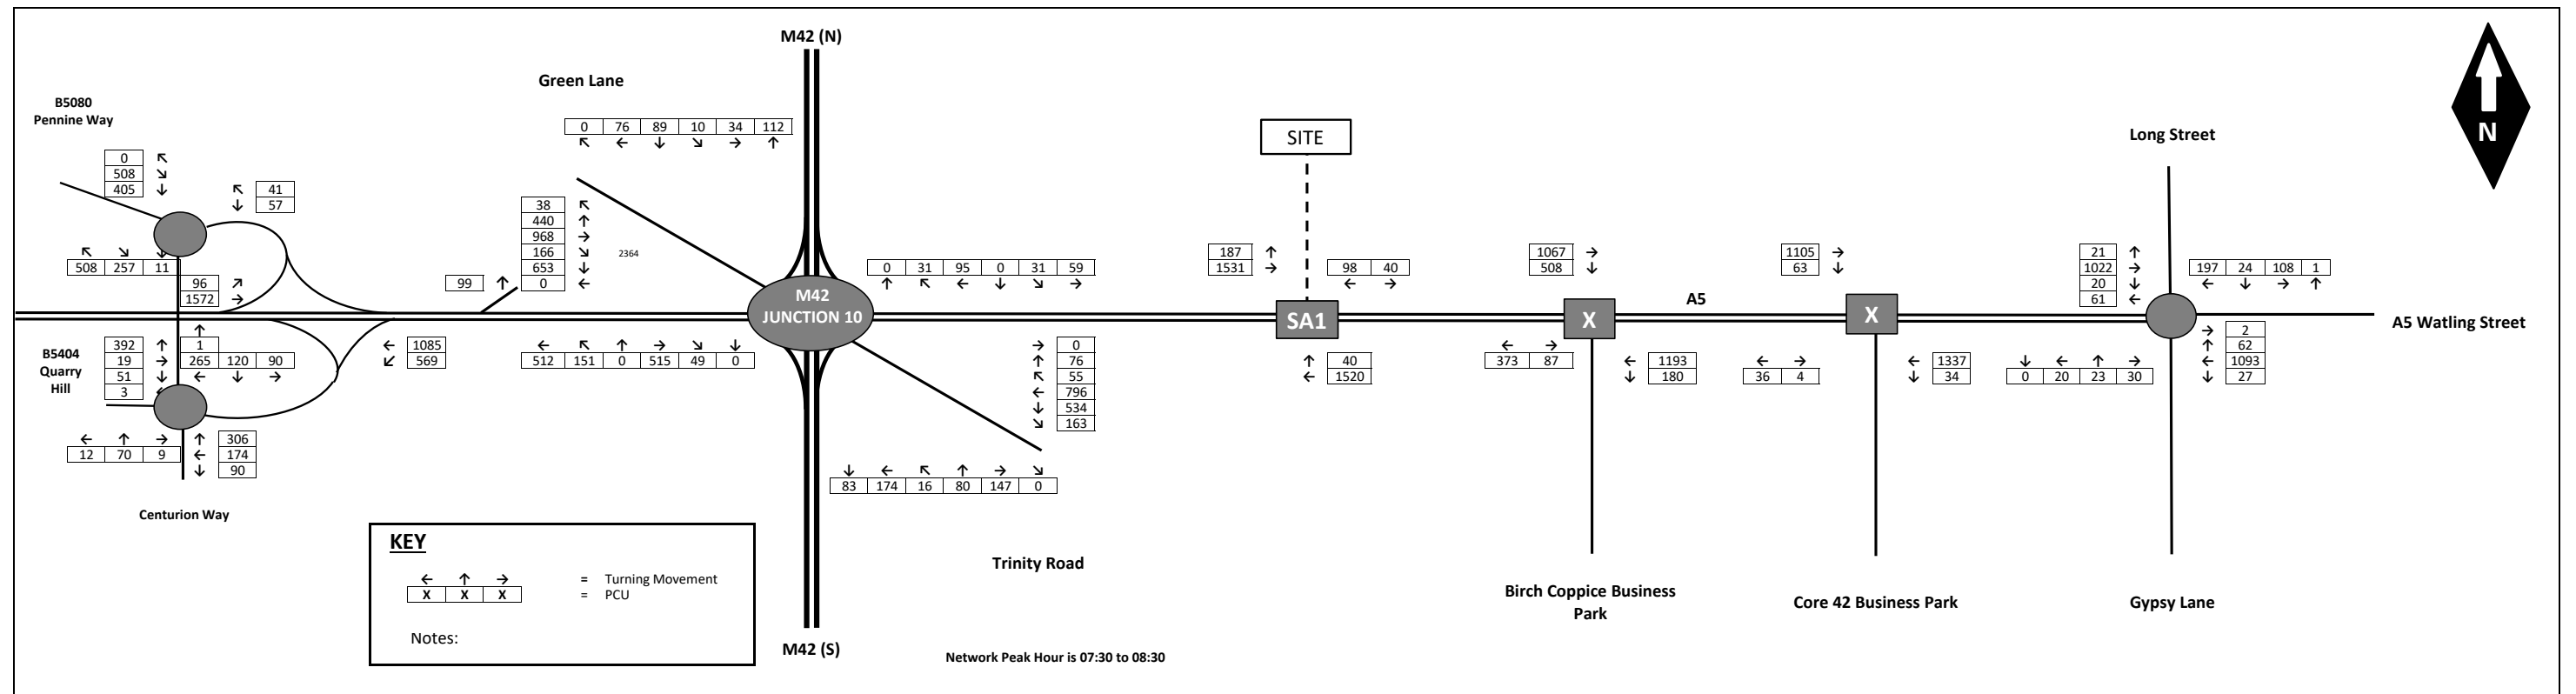 M42 (N)
Green Lane
B5080
Pennine Way
0 76 89 10 34 112
↖ ← ↓ ↘ → ↑
SITE
Long Street
N
0 ↖
508 ↘
405 ↓
↖ 41
↓ 57
38 ↖
440 ↑
968 →
166 ↘ 2364
653 ↓
0 ←
99 ↑
↖ ↘ ↓
508 257 11
96 ↗
1572 →
0 31 95 0 31 59
↑ ↖ ← ↓ ↘ →
187 ↑
1531 →
98 40
← →
1067 →
508 ↓
1105 →
63 ↓
21 ↑
1022 →
20 ↓
61 ←
197 24 108 1
← ↓ → ↑
M42
JUNCTION 10
SA1
X
A5
X
A5 Watling Street
B5404
Quarry
Hill
392 ↑
19 →
51 ↓
3 ←
↑
1
265 120 90
← ↓ →
← 1085
↙ 569
← ↖ ↑ → ↘ ↓
512 151 0 515 49 0
→ 0
↑ 76
↖ 55
← 796
↓ 534
↘ 163
↑ 40
← 1520
← →
373 87
← 1193
↓ 180
← →
36 4
← 1337
↓ 34
↓ ← ↑ →
0 20 23 30
→ 2
↑ 62
← 1093
↓ 27
← ↑ →
12 70 9
↑ 306
← 174
↓ 90
↓ ← ↖ ↑ → ↘
83 174 16 80 147 0
Centurion Way
KEY
← ↑ → = Turning Movement
X X X = PCU
Notes:
Trinity Road
Birch Coppice Business
Park
Core 42 Business Park
Gypsy Lane
M42 (S)
Network Peak Hour is 07:30 to 08:30